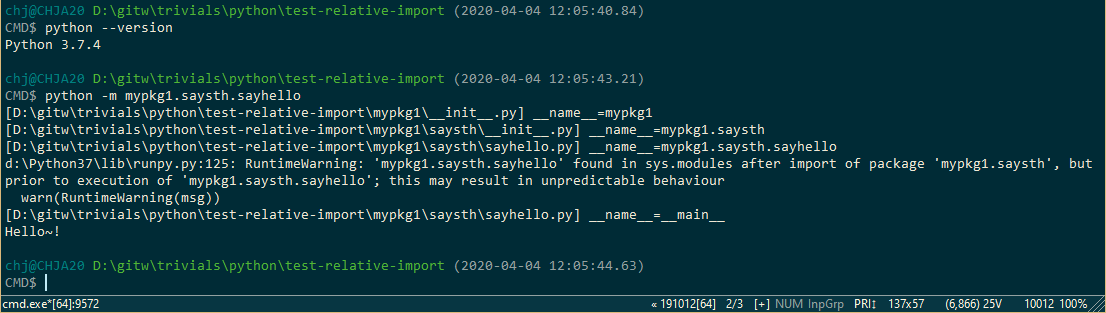 chj@CHJA20 D:\gitw\trivials\python\test-relative-import (2020-04-04 12:05:40.84)
CMD$ python --version
Python 3.7.4
chj@CHJA20 D:\gitw\trivials\python\test-relative-import (2020-04-04 12:05:43.21)
CMD$ python -m mypkg1.saysth.sayhello
[D:\gitw\trivials\python\test-relative-import\mypkg1\__init__.py] __name__=mypkg1
[D:\gitw\trivials\python\test-relative-import\mypkg1\saysth\__init__.py] __name__=mypkg1.saysth
[D:\gitw\trivials\python\test-relative-import\mypkg1\saysth\sayhello.py] __name__=mypkg1.saysth.sayhello
d:\Python37\lib\runpy.py:125: RuntimeWarning: 'mypkg1.saysth.sayhello' found in sys.modules after import of package 'mypkg1.saysth', but
prior to execution of 'mypkg1.saysth.sayhello'; this may result in unpredictable behaviour
  warn(RuntimeWarning(msg))
[D:\gitw\trivials\python\test-relative-import\mypkg1\saysth\sayhello.py] __name__=__main__
Hello~!
chj@CHJA20 D:\gitw\trivials\python\test-relative-import (2020-04-04 12:05:44.63)
CMD$
cmd.exe*[64]:9572 « 191012[64] 2/3 [+] NUM InpGrp PRI↕ 137x57 (6,866) 25V 10012 100%